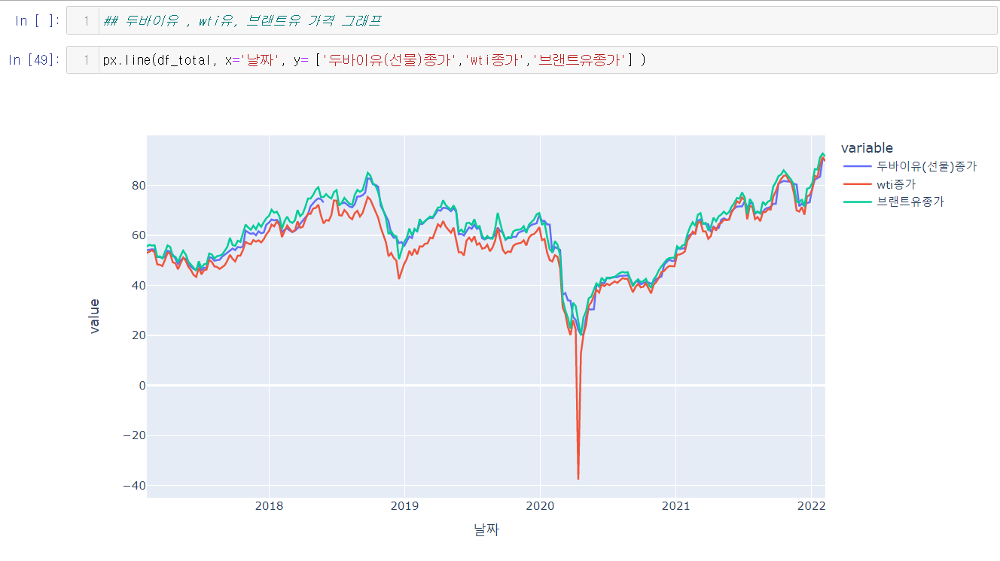 In [ ]: 1 ## 두바이유 , wti유, 브랜트유 가격 그래프
In [49]: 1 px.line(df_total, x='날짜', y= ['두바이유(선물)종가','wti종가','브랜트유종가'] )
variable
두바이유(선물)종가
wti종가
브랜트유종가
80
60
40
20
0
−20
−40
value
2018 2019 2020 2021 2022
날짜